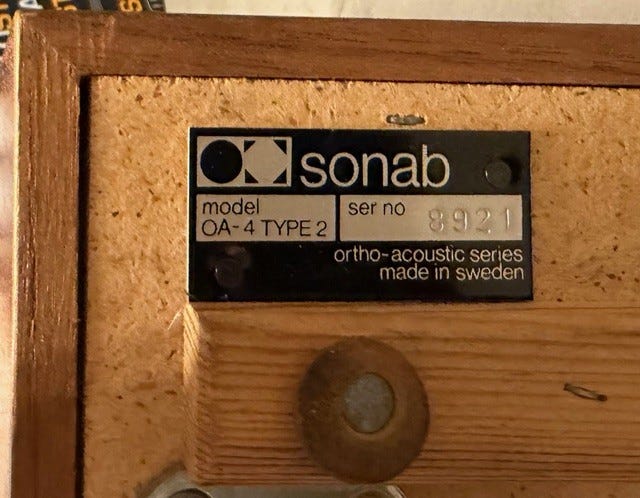 sonab
model
OA-4 TYPE 2
ser no 8921
ortho-acoustic series
made in sweden